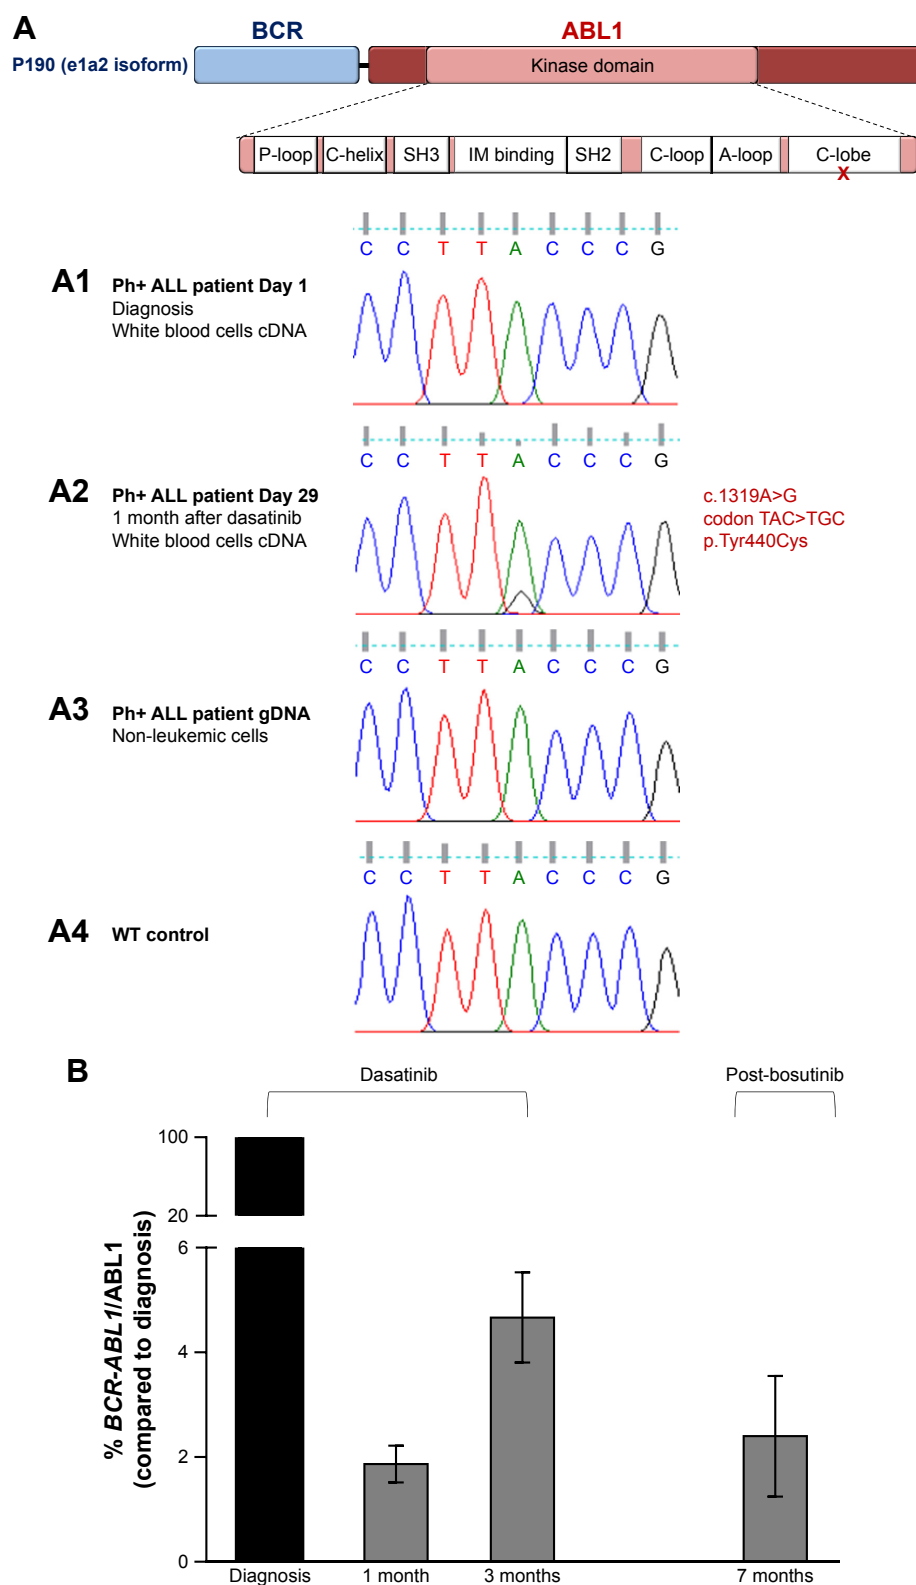 A
BCR
ABL1
P190 (e1a2 isoform)
Kinase domain
P-loop C-helix SH3 IM binding SH2 C-loop A-loop C-lobe
X
C C T T A C C C G
A1 Ph+ ALL patient Day 1
Diagnosis
White blood cells cDNA
C C T T A C C C G
A2 Ph+ ALL patient Day 29
1 month after dasatinib
White blood cells cDNA
c.1319A>G
codon TAC>TGC
p.Tyr440Cys
C C T T A C C C G
A3 Ph+ ALL patient gDNA
Non-leukemic cells
C C T T A C C C G
A4 WT control
B
Dasatinib
Post-bosutinib
% BCR-ABL1/ABL1
(compared to diagnosis)
100
20
6
4
2
0
Diagnosis 1 month 3 months 7 months